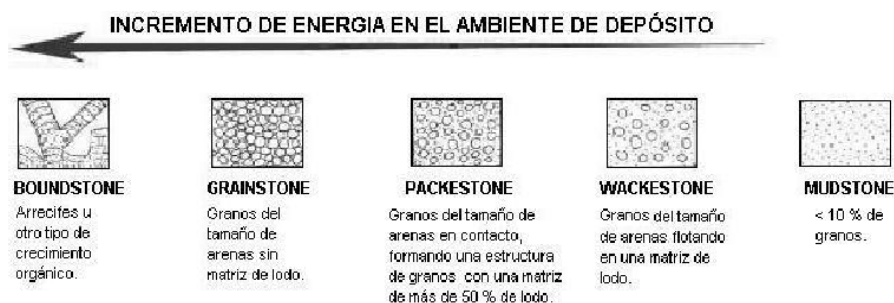 INCREMENTO DE ENERGIA EN EL AMBIENTE DE DEPÓSITO
BOUNDSTONE
Arrecifes u
otro tipo de
crecimiento
orgánico.
GRAINSTONE
Granos del
tamaño de
arenas sin
matriz de lodo.
PACKESTONE
Granos del tamaño de
arenas en contacto,
formando una estructura
de granos con una matriz
de más de 50 % de lodo.
WACKESTONE
Granos del tamaño
de arenas flotando
en una matriz de
lodo.
MUDSTONE
< 10 % de
granos.